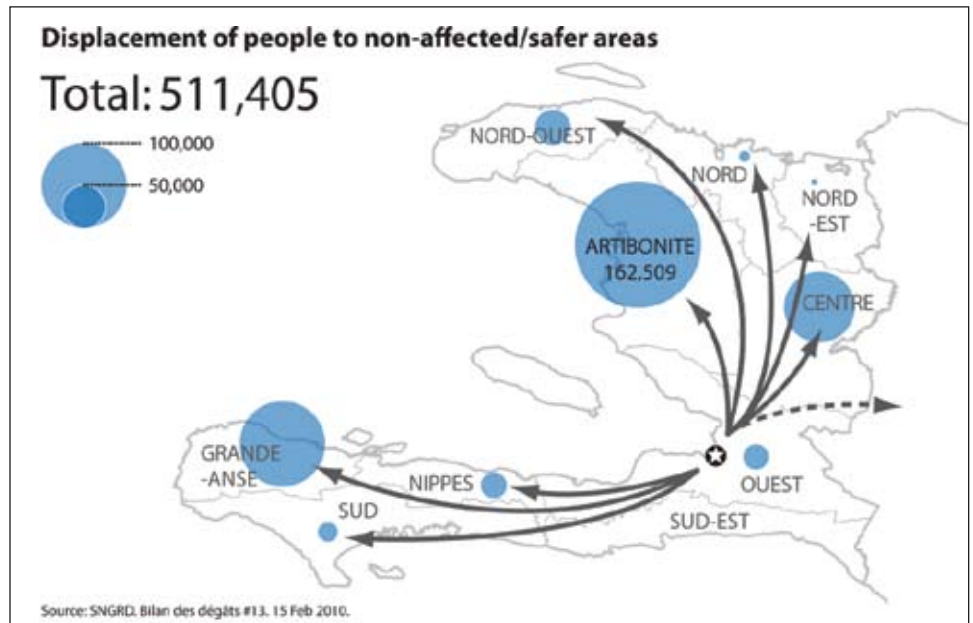 Displacement of people to non-affected/safer areas
Total: 511,405
100,000
50,000
NORD-OUEST
NORD
NORD
-EST
ARTIBONITE
162,509
CENTRE
GRANDE
-ANSE
NIPPES
SUD
OUEST
SUD-EST
Source: SNGRD. Bilan des dégâts #13. 15 Feb 2010.